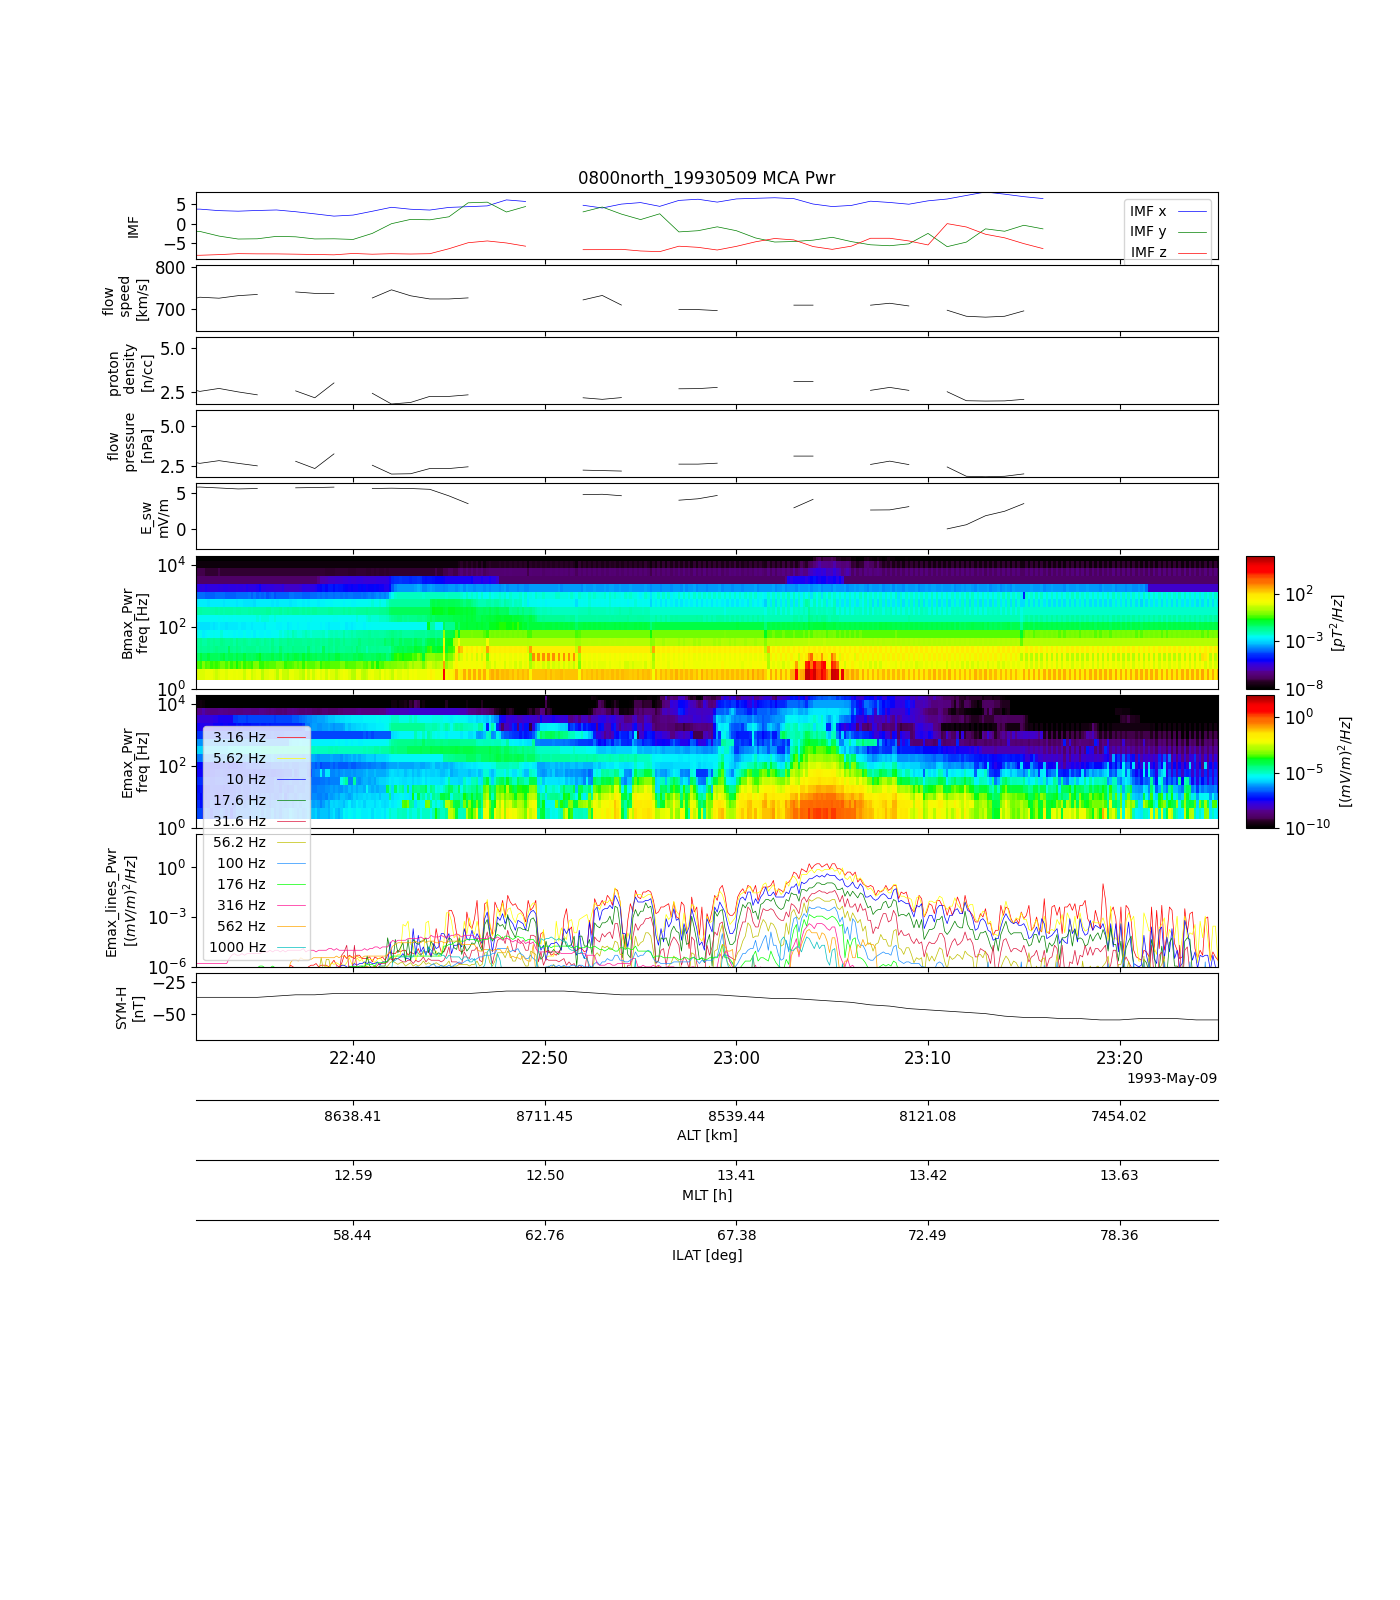 0800north_19930509 MCA Pwr
5
0
−5
IMF
IMF x
IMF y
IMF z
800
700
flow
speed
[km/s]
5.0
2.5
proton
density
[n/cc]
5.0
2.5
flow
pressure
[nPa]
5
0
E_sw
mV/m
10^4
10^2
10^0
Bmax_Pwr
freq [Hz]
10^2
10^−3
10^−8
[pT^2/Hz]
10^4
10^2
10^0
Emax_Pwr
freq [Hz]
10^0
10^−5
10^−10
[(mV/m)^2/Hz]
3.16 Hz
5.62 Hz
10 Hz
17.6 Hz
31.6 Hz
56.2 Hz
100 Hz
176 Hz
316 Hz
562 Hz
1000 Hz
10^0
10^−3
10^−6
Emax_lines_Pwr
[(mV/m)^2/Hz]
−25
−50
SYM-H
[nT]
22:40 22:50 23:00 23:10 23:20
1993-May-09
8638.41 8711.45 8539.44 8121.08 7454.02
ALT [km]
12.59 12.50 13.41 13.42 13.63
MLT [h]
58.44 62.76 67.38 72.49 78.36
ILAT [deg]